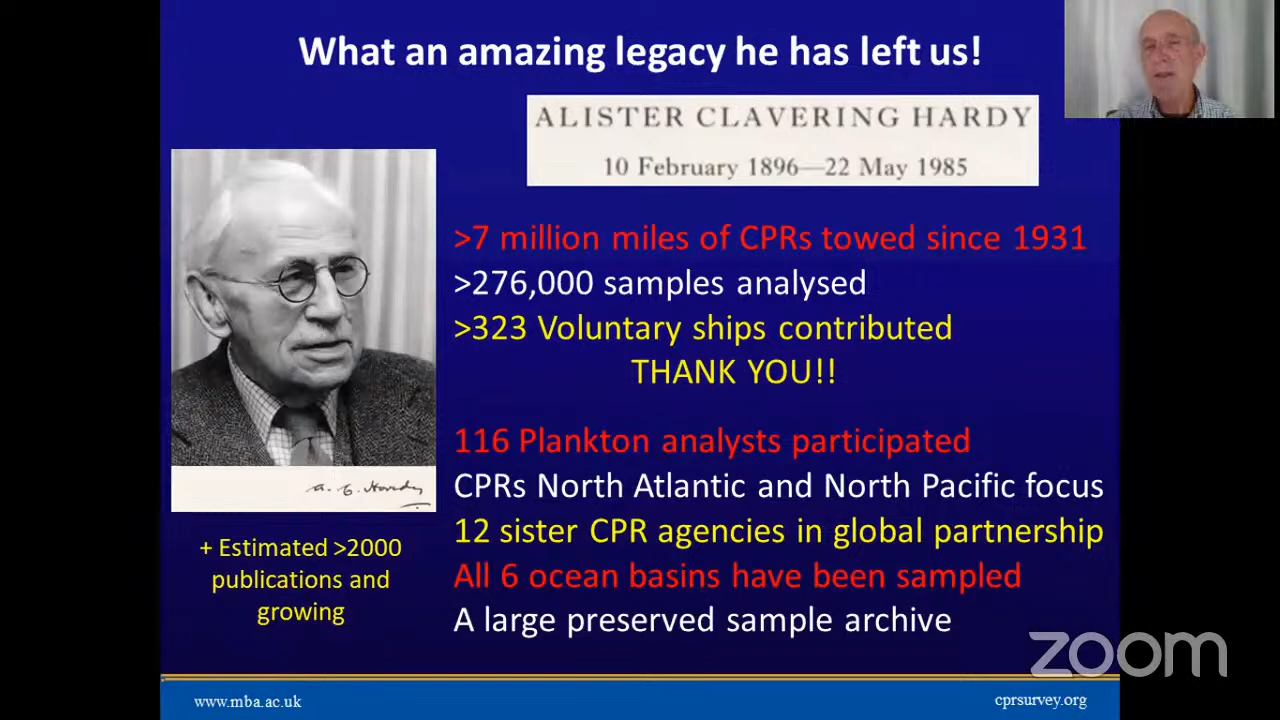 What an amazing legacy he has left us!
ALISTER CLAVERING HARDY
10 February 1896—22 May 1985
>7 million miles of CPRs towed since 1931
>276,000 samples analysed
>323 Voluntary ships contributed
THANK YOU!!
116 Plankton analysts participated
CPRs North Atlantic and North Pacific focus
12 sister CPR agencies in global partnership
All 6 ocean basins have been sampled
A large preserved sample archive
A. C. Hardy
+ Estimated >2000
publications and
growing
zoom
www.mba.ac.uk
cprsurvey.org